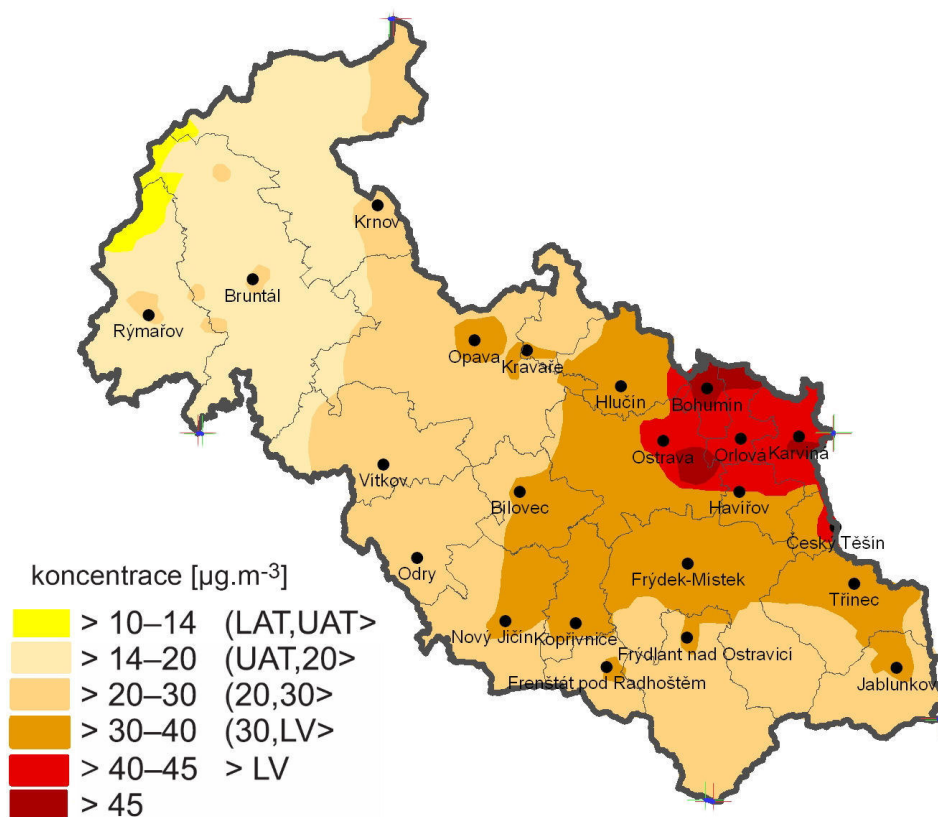 Krnov
Bruntál
Rýmařov
Opava
Kravaře
Hlučín
Bohumín
Ostrava
Orlová
Karviná
Vítkov
Bílovec
Havířov
Český Těšín
Odry
Frýdek-Místek
Třinec
Nový Jičín
Kopřivnice
Frýdlant nad Ostravicí
Frenštát pod Radhoštěm
Jablunkov
koncentrace [µg.m-3]
> 10–14 (LAT,UAT>
> 14–20 (UAT,20>
> 20–30 (20,30>
> 30–40 (30,LV>
> 40–45 > LV
> 45